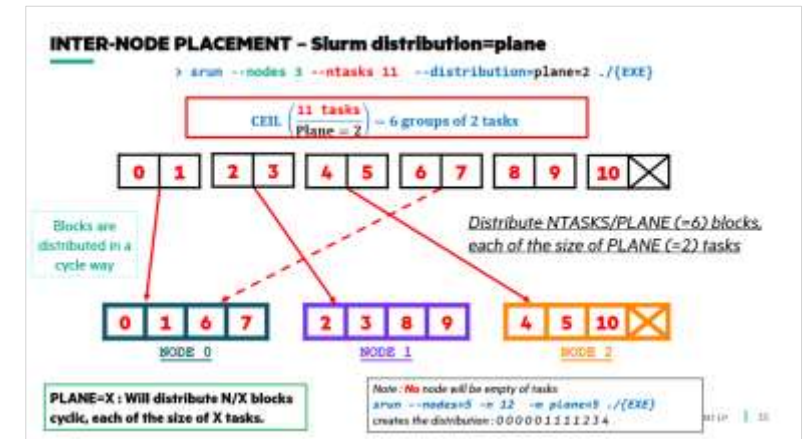 INTER-NODE PLACEMENT – Slurm distribution=plane
> srun --nodes 3 --ntasks 11 --distribution=plane=2 ./{EXE}
CEIL (11 tasks / Plane = 2) = 6 groups of 2 tasks
0 1 2 3 4 5 6 7 8 9 10
Blocks are
distributed in a
cycle way
Distribute NTASKS/PLANE (=6) blocks,
each of the size of PLANE (=2) tasks
0 1 6 7 2 3 8 9 4 5 10
NODE 0 NODE 1 NODE 2
PLANE=X : Will distribute N/X blocks
cyclic, each of the size of X tasks.
Note : No node will be empty of tasks
srun --nodes=5 -n 12 -m plane=5 ./{EXE}
creates the distribution : 0 0 0 0 0 1 1 1 1 2 3 4